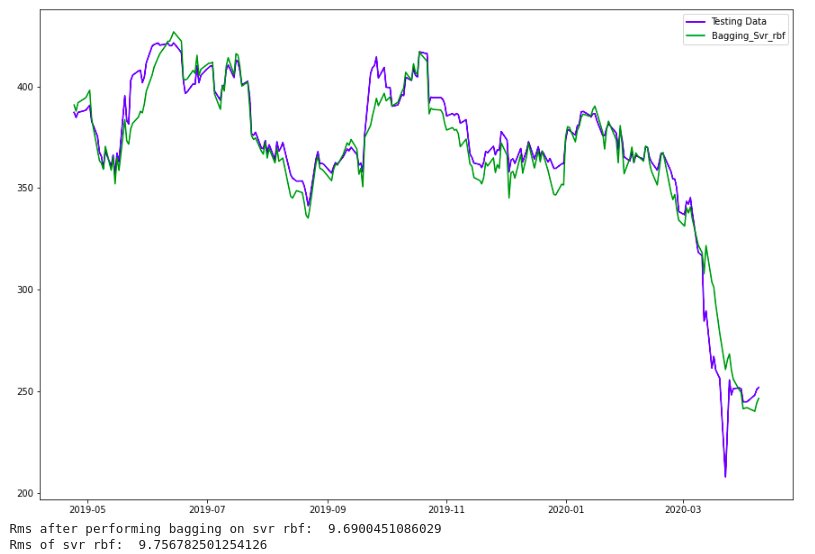 Testing Data
Bagging_Svr_rbf
400
350
300
250
200
2019-05 2019-07 2019-09 2019-11 2020-01 2020-03
Rms after performing bagging on svr rbf:  9.6900451086029
Rms of svr rbf:  9.756782501254126